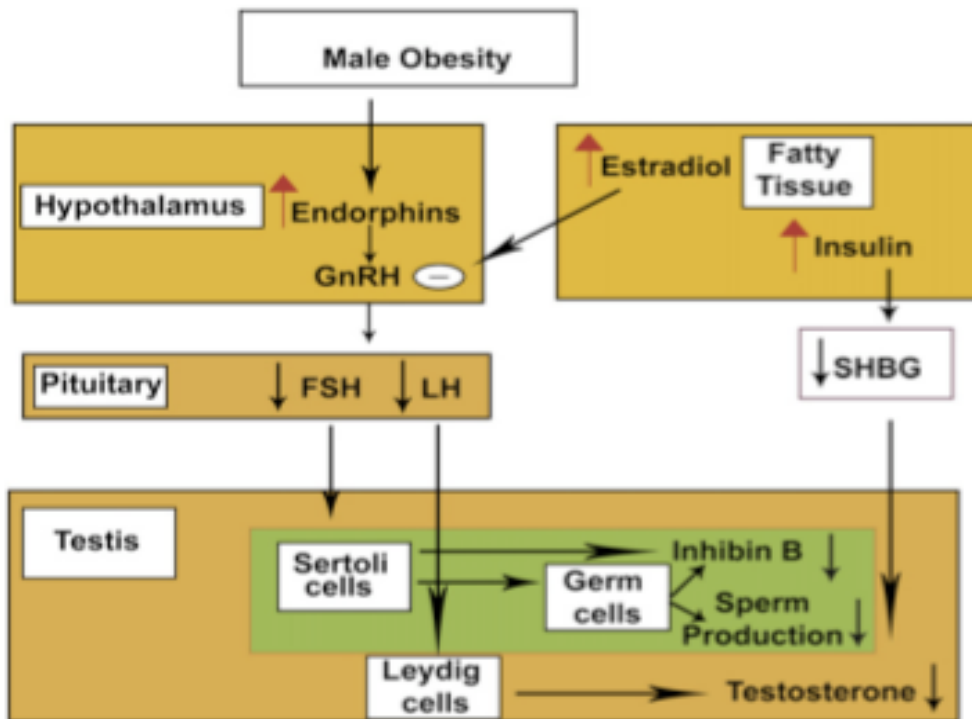 Male Obesity
Hypothalamus
Endorphins
GnRH
−
Estradiol
Fatty
Tissue
Insulin
SHBG
Pituitary
FSH
LH
Testis
Sertoli
cells
Germ
cells
Inhibin B
Sperm
Production
Leydig
cells
Testosterone